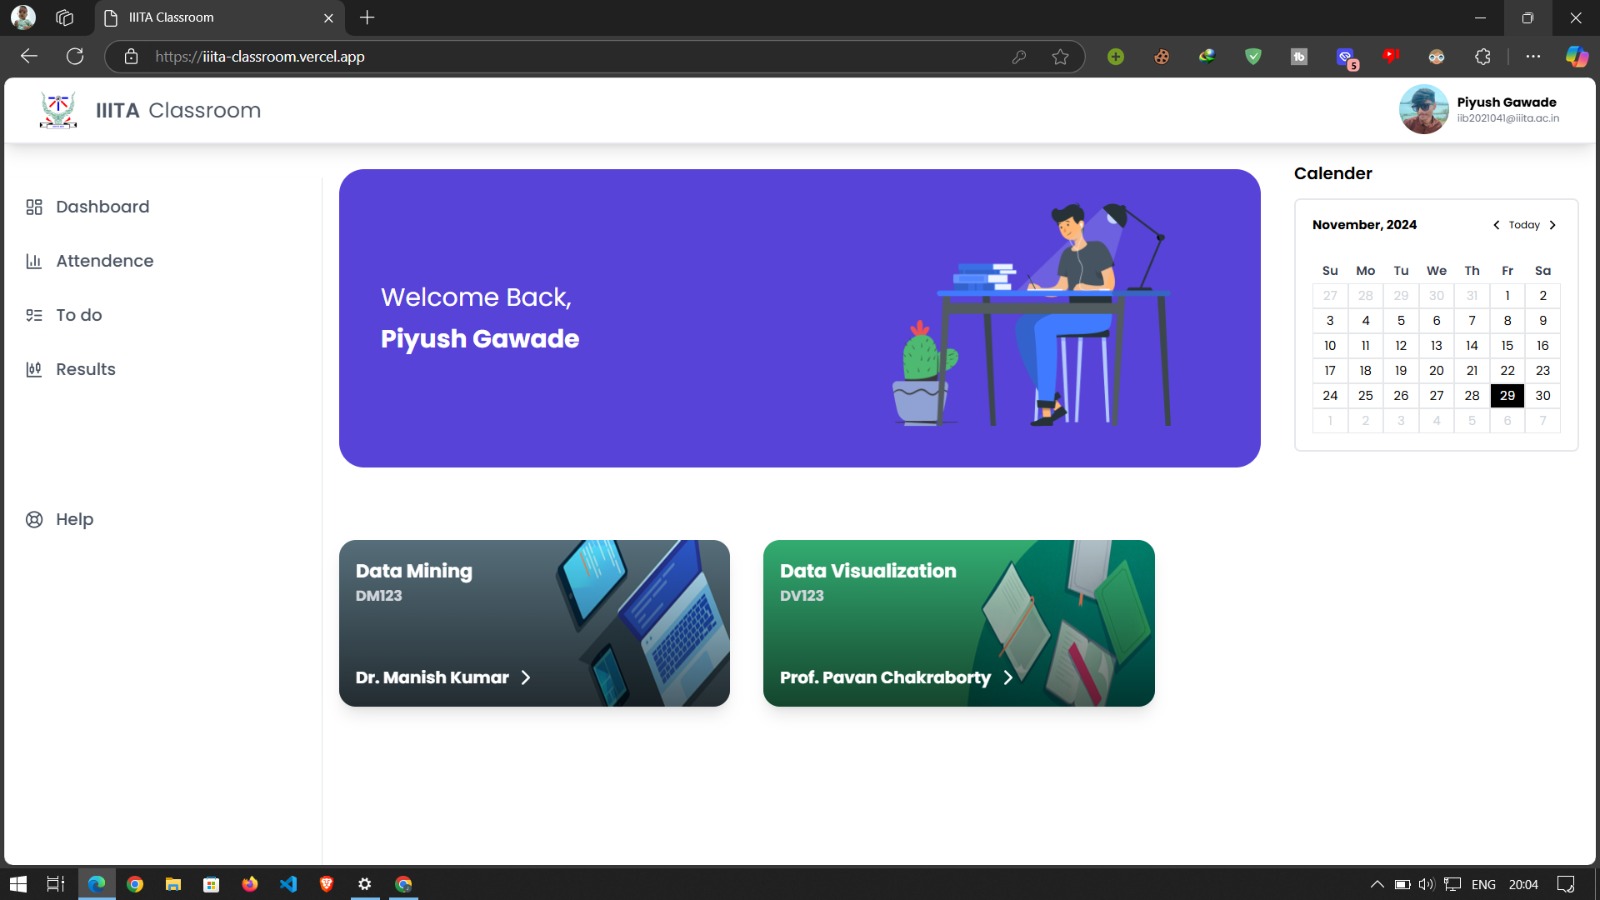 IIITA Classroom
https://iiita-classroom.vercel.app
5
IIITA Classroom
Piyush Gawade
iib2021041@iiita.ac.in
Dashboard
Attendence
To do
Results
Help
Welcome Back,
Piyush Gawade
Calender
November, 2024
Today
Su Mo Tu We Th Fr Sa
27 28 29 30 31 1 2
3 4 5 6 7 8 9
10 11 12 13 14 15 16
17 18 19 20 21 22 23
24 25 26 27 28 29 30
1 2 3 4 5 6 7
Data Mining
DM123
Dr. Manish Kumar
Data Visualization
DV123
Prof. Pavan Chakraborty
ENG 20:04